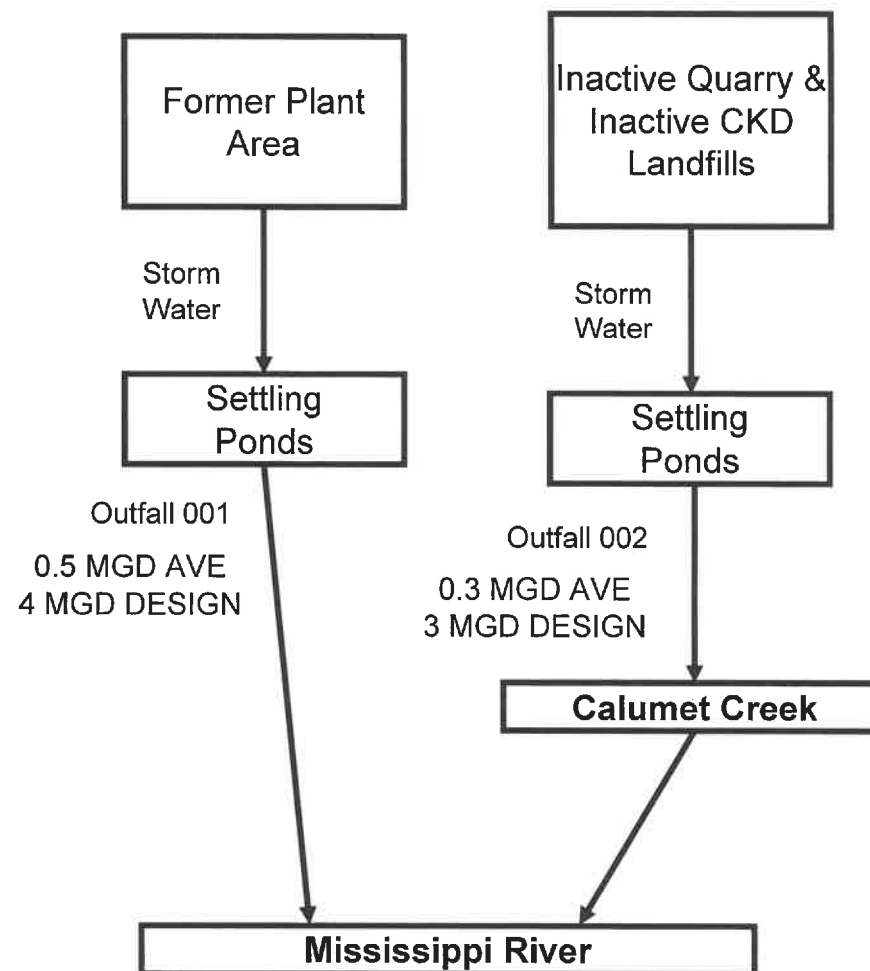 Former Plant
Area
Storm
Water
Settling
Ponds
Outfall 001
0.5 MGD AVE
4 MGD DESIGN
Inactive Quarry &
Inactive CKD
Landfills
Storm
Water
Settling
Ponds
Outfall 002
0.3 MGD AVE
3 MGD DESIGN
Calumet Creek
Mississippi River